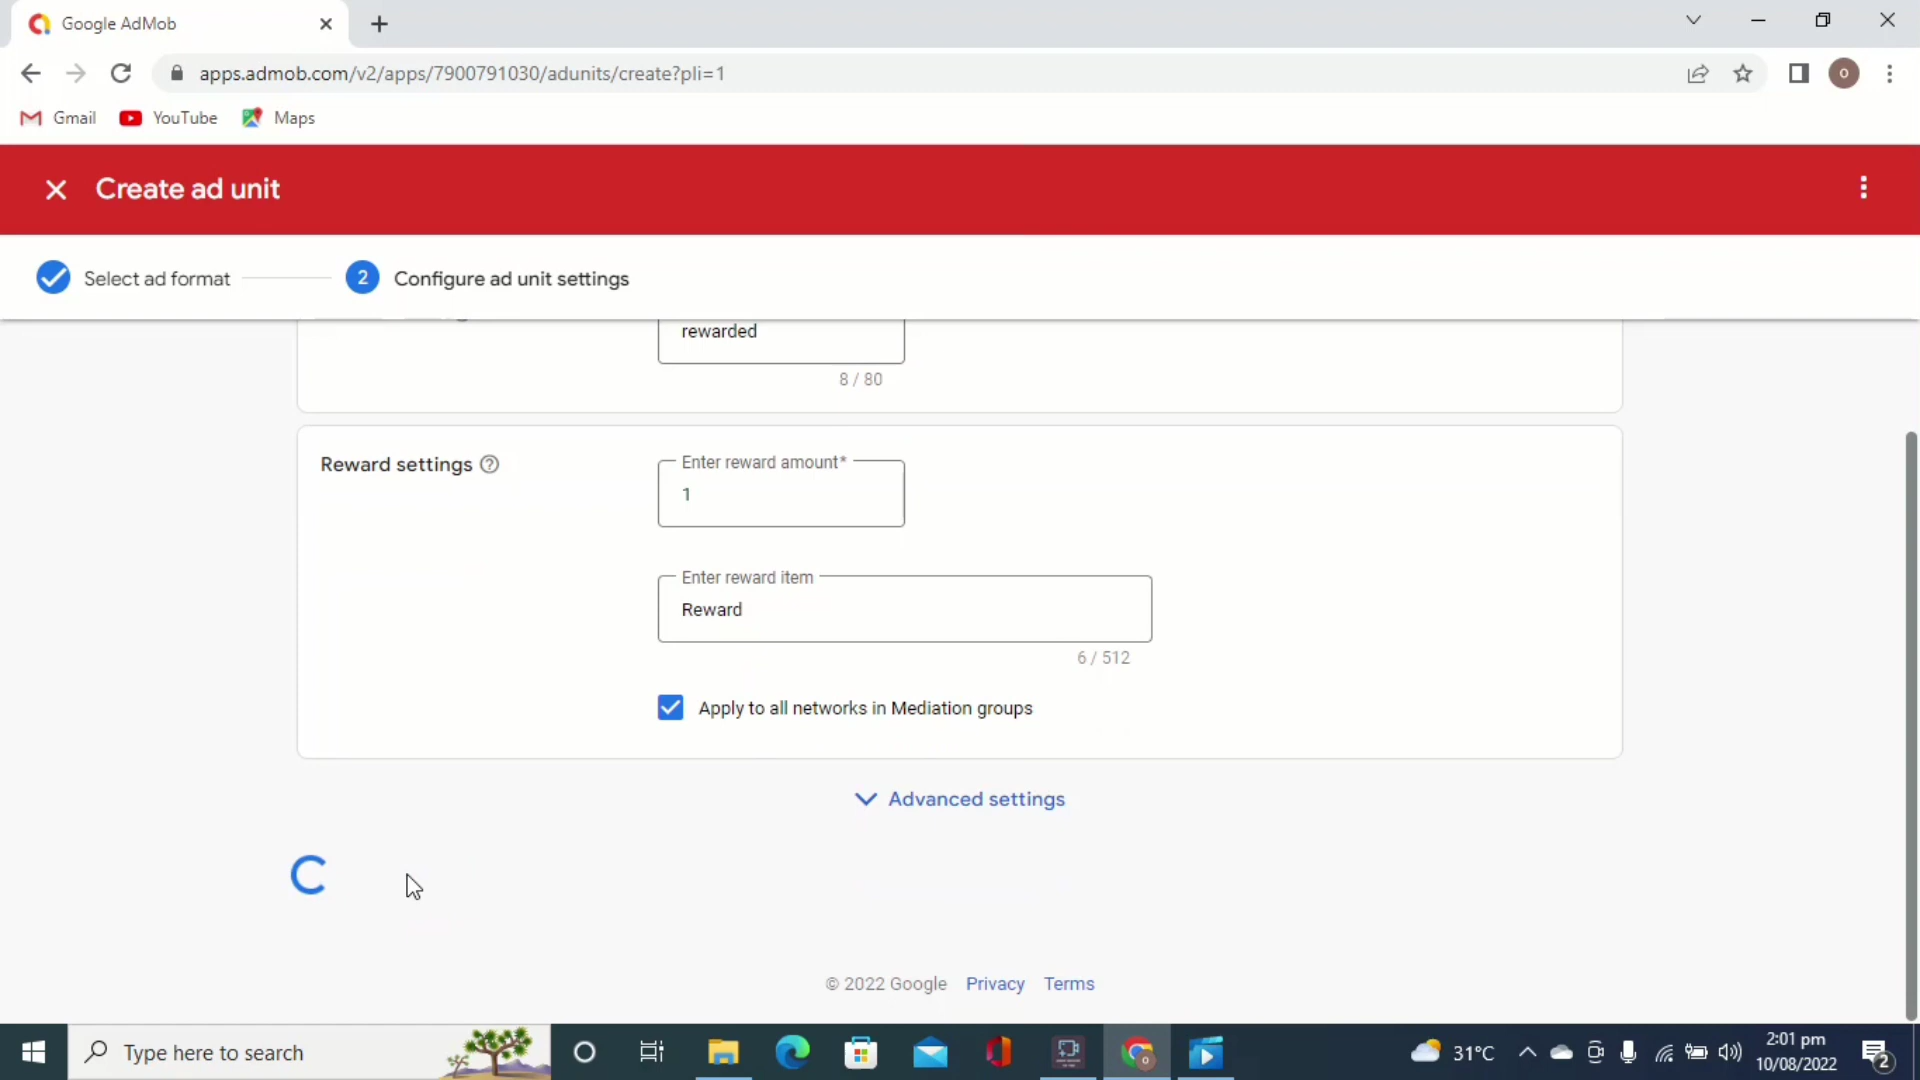 Google AdMob
apps.admob.com/v2/apps/7900791030/adunits/create?pli=1
o
Gmail YouTube Maps
Create ad unit
Select ad format 2 Configure ad unit settings
rewarded
8 / 80
Reward settings
Enter reward amount*
1
Enter reward item
Reward
6 / 512
Apply to all networks in Mediation groups
Advanced settings
© 2022 Google Privacy Terms
Type here to search
31°C
2:01 pm
10/08/2022
2